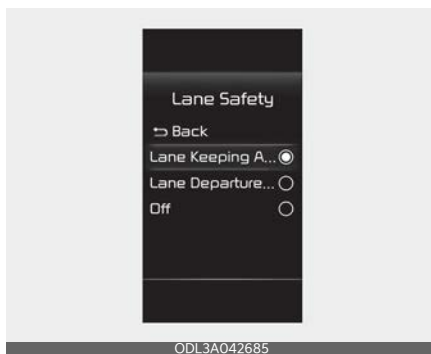 Lane Safety
Back
Lane Keeping A...
Lane Departure...
Off
ODL3A042685